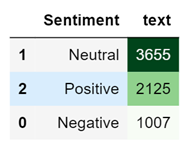 Sentiment text
1 Neutral 3655
2 Positive 2125
0 Negative 1007